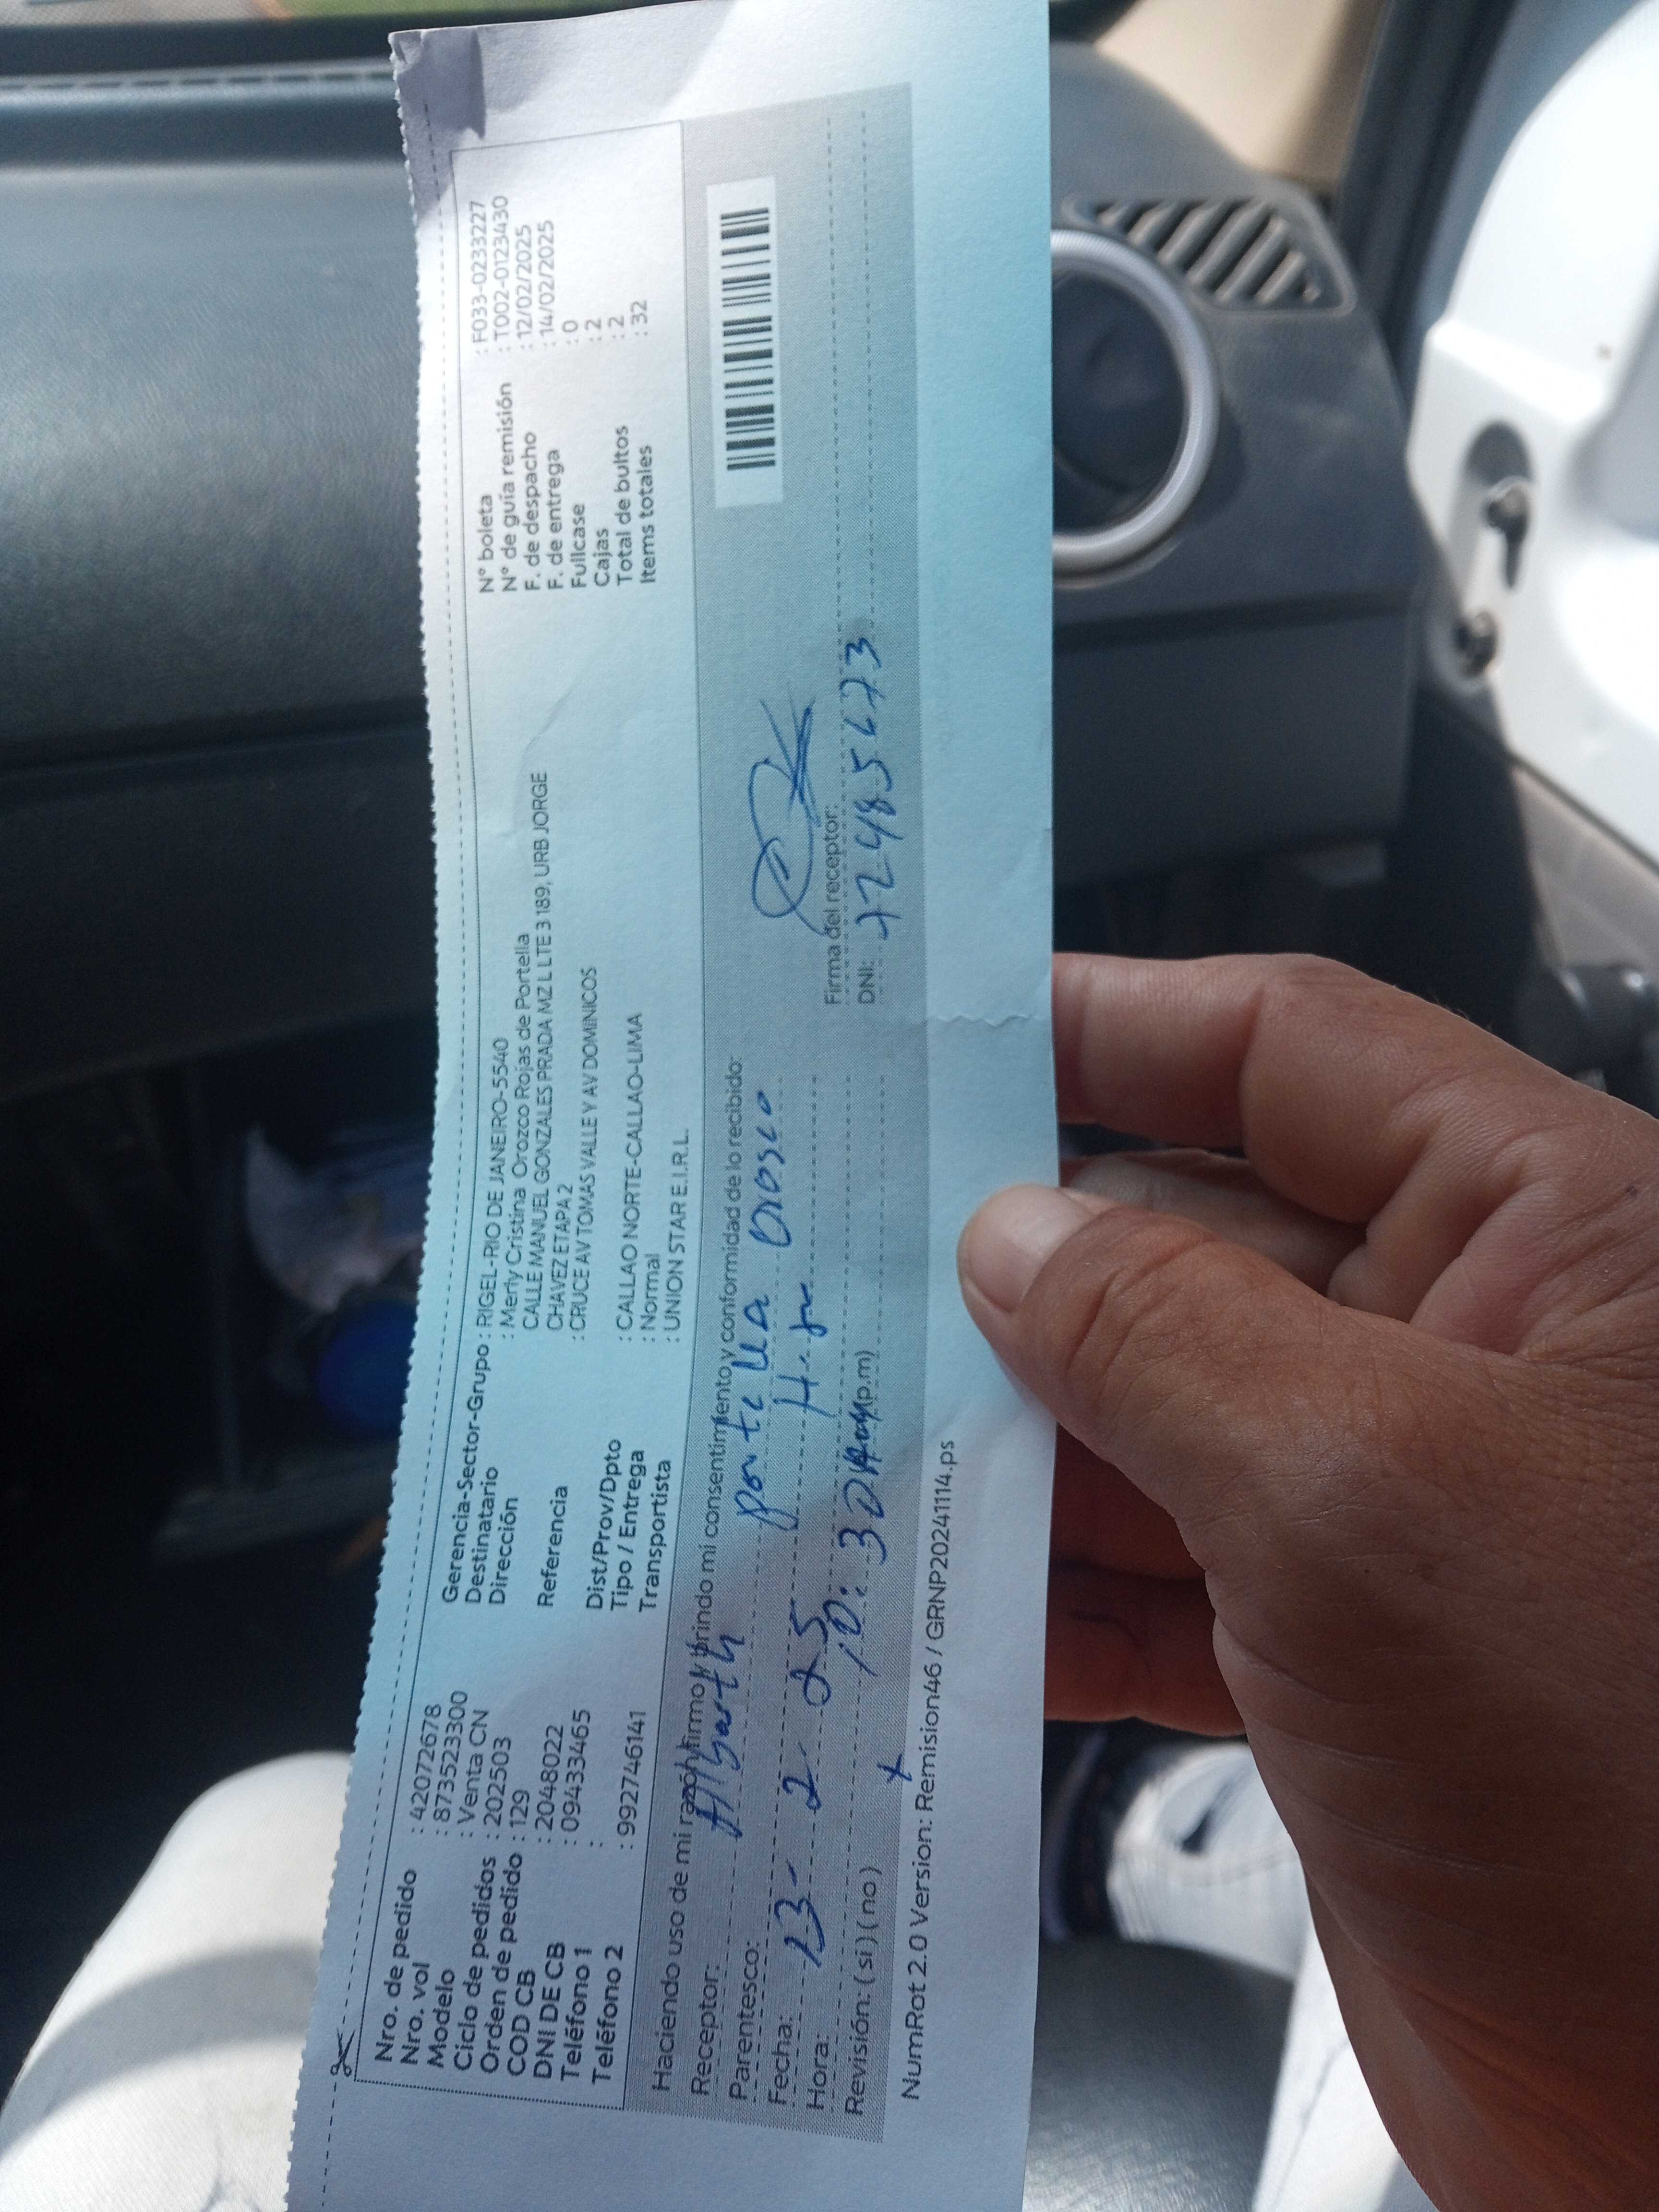 Nro. de pedido : 42072678
Nro. vol : 8735233300
Modelo : Venta CN
Ciclo de pedidos : 202503
Orden de pedido : 129
COD CB : 20480022
DNI DE CB : 09433465
Teléfono 1 :
Teléfono 2 : 992746141
Gerencia-Sector-Grupo : RIGEL-RIO DE JANEIRO-5540
Destinatario : Merly Cristina Orozco Rojas de Portella
Dirección CALLE MANUEL GONZALES PRADA MZ L LTE 3 189, URB JORGE
CHAVEZ ETAPA 2
Referencia : CRUCE AV TOMAS VALLE Y AV DOMINICOS
Dist/Prov/Dpto : CALLAO NORTE-CALLAO-LIMA
Tipo / Entrega : Normal
Transportista : UNION STAR E.I.R.L.
N° boleta : F033-0233227
N° de guía remisión : T002-0123430
F. de despacho : 12/02/2025
F. de entrega : 14/02/2025
Fullcase : 0
Cajas : 2
Total de bultos : 2
Items totales : 32
Haciendo uso de mi firmo y brindo mi consentimiento y conformidad de lo recibido:
Receptor: portella Orosco
Parentesco:
Fecha: 13- 2- 25
Hora: 10: 30 p.m)
Revisión: ( si ) ( no ) x
Firma del receptor:
DNI: 72485673
NumRot 2.0 Version: Remision46 / GRNP20241114.ps